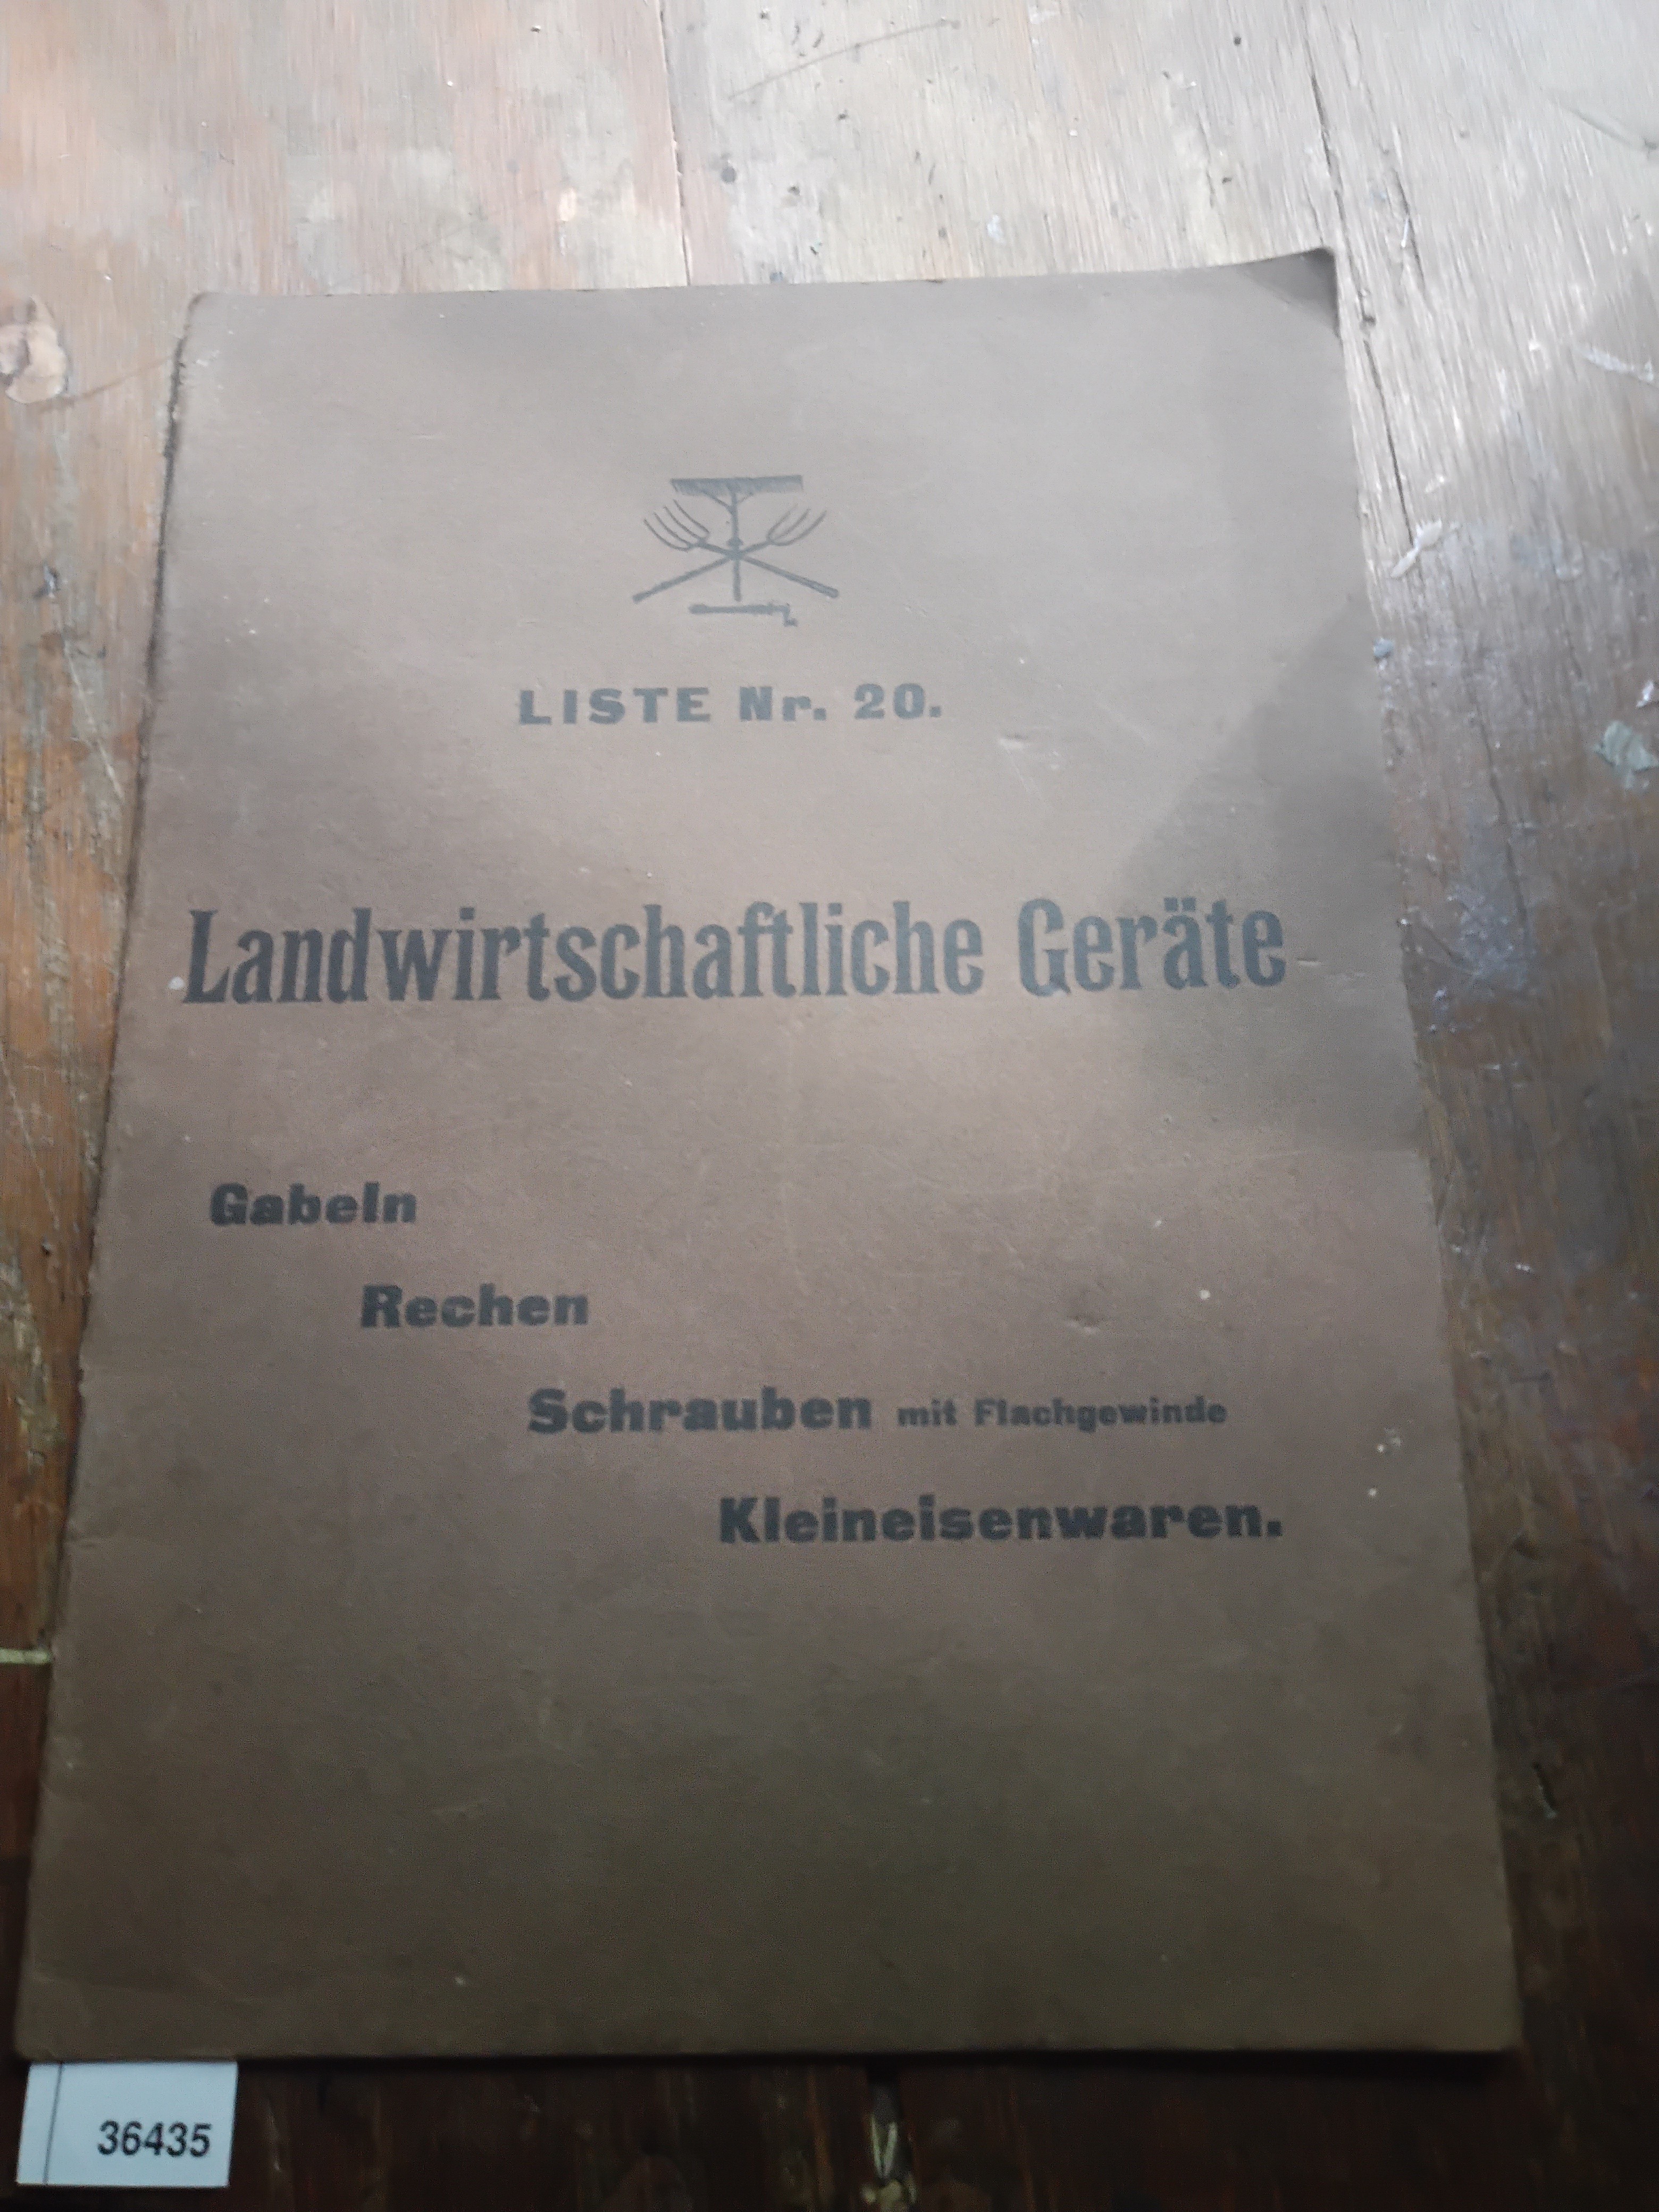 LISTE Nr. 20.
Landwirtschaftliche Geräte
Gabeln
Rechen
Schrauben mit Flachgewinde
Kleineisenwaren.
36435